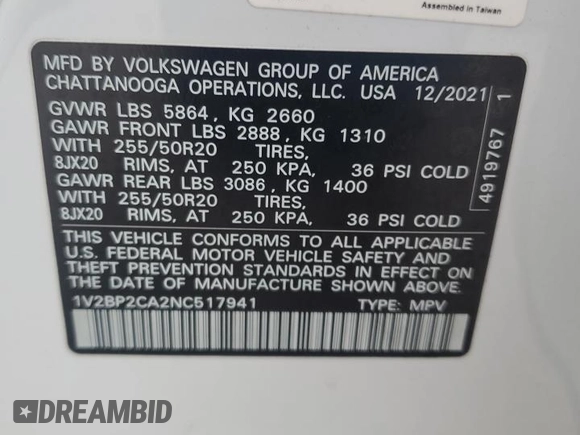 Assembled in Taiwan
MFD BY VOLKSWAGEN GROUP OF AMERICA
CHATTANOOGA OPERATIONS, LLC. USA 12/2021
GVWR LBS 5864, KG 2660
GAWR FRONT LBS 2888, KG 1310
WITH 255/50R20 TIRES,
8JX20 RIMS, AT 250 KPA, 36 PSI COLD
GAWR REAR LBS 3086, KG 1400
WITH 255/50R20 TIRES,
8JX20 RIMS, AT 250 KPA, 36 PSI COLD
THIS VEHICLE CONFORMS TO ALL APPLICABLE
U.S. FEDERAL MOTOR VEHICLE SAFETY AND
THEFT PREVENTION STANDARDS IN EFFECT ON
THE DATE OF MANUFACTURE SHOWN ABOVE.
1V2BP2CA2NC517941 TYPE: MPV
4919767 1
DREAMBID